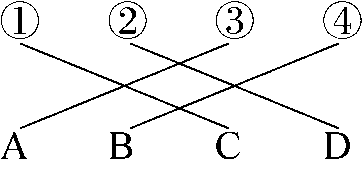 ① ② ③ ④
A B C D